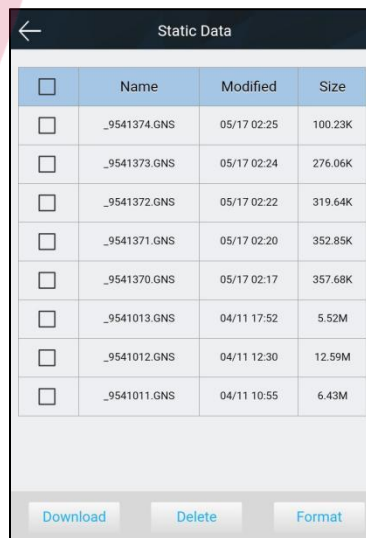 Static Data
Name Modified Size
_9541374.GNS 05/17 02:25 100.23K
_9541373.GNS 05/17 02:24 276.06K
_9541372.GNS 05/17 02:22 319.64K
_9541371.GNS 05/17 02:20 352.85K
_9541370.GNS 05/17 02:17 357.68K
_9541013.GNS 04/11 17:52 5.52M
_9541012.GNS 04/11 12:30 12.59M
_9541011.GNS 04/11 10:55 6.43M
Download Delete Format